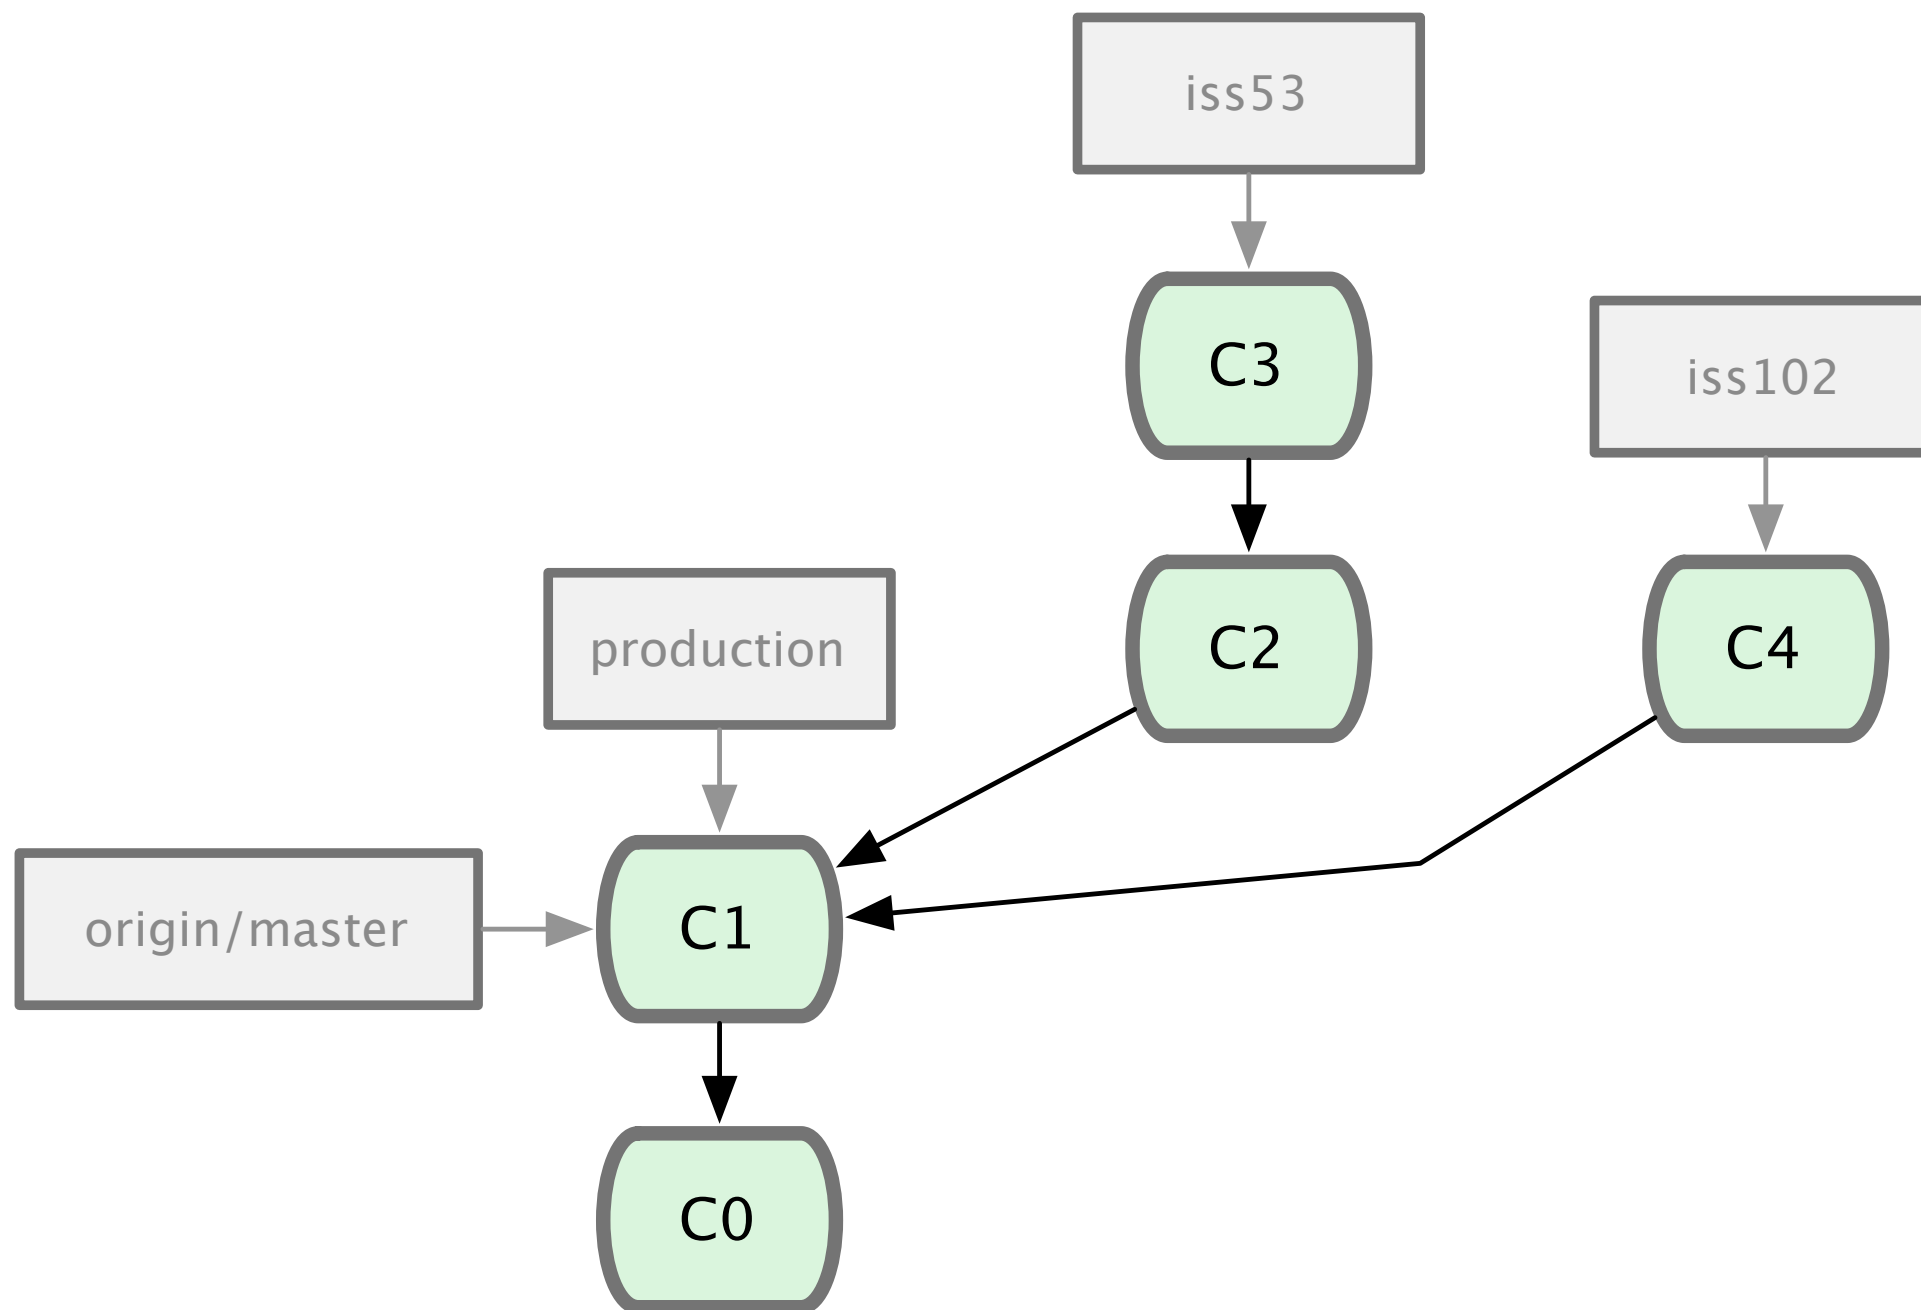 iss53
C3
iss102
production
C2
C4
origin/master
C1
C0